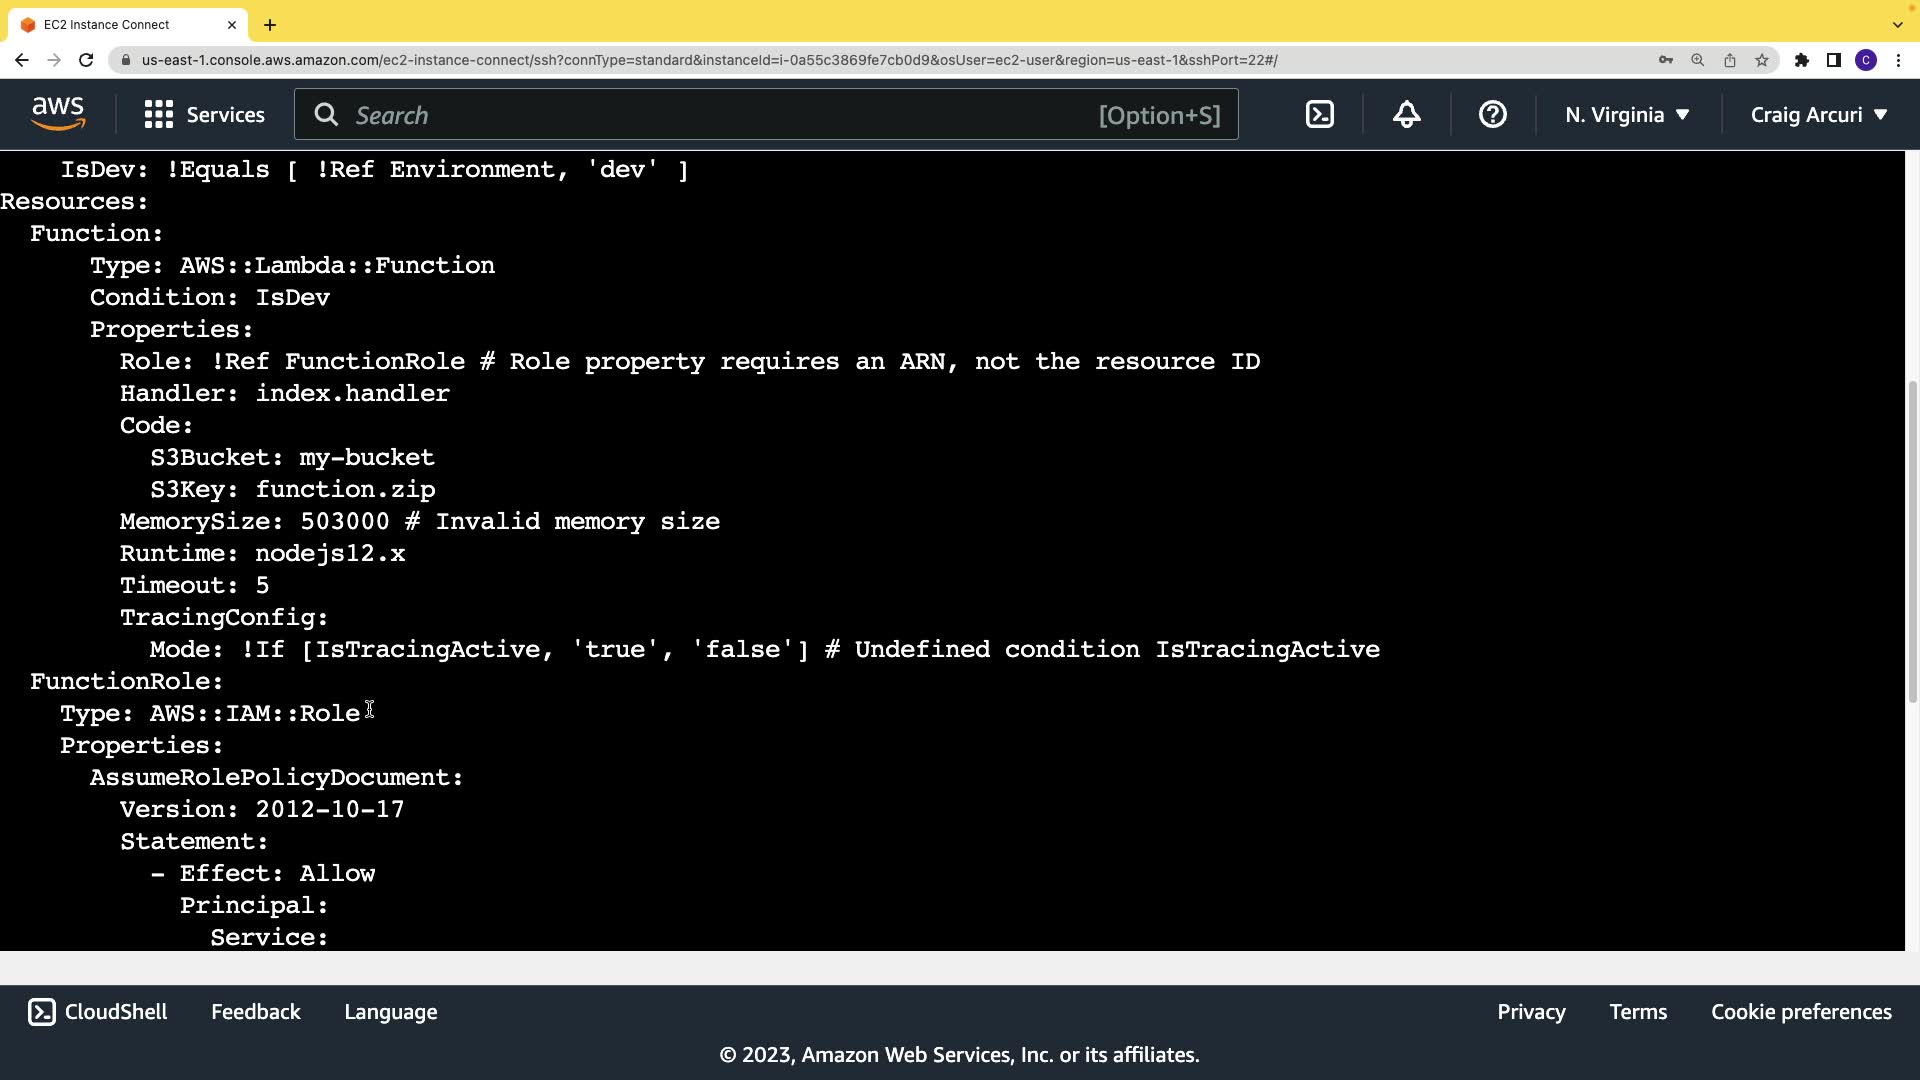 EC2 Instance Connect
us-east-1.console.aws.amazon.com/ec2-instance-connect/ssh?connType=standard&instanceId=i-0a55c3869fe7cb0d9&osUser=ec2-user&region=us-east-1&sshPort=22#/
C
aws
Services
Search
[Option+S]
N. Virginia
Craig Arcuri
IsDev: !Equals [ !Ref Environment, 'dev' ]
Resources:
Function:
Type: AWS::Lambda::Function
Condition: IsDev
Properties:
Role: !Ref FunctionRole # Role property requires an ARN, not the resource ID
Handler: index.handler
Code:
S3Bucket: my-bucket
S3Key: function.zip
MemorySize: 503000 # Invalid memory size
Runtime: nodejs12.x
Timeout: 5
TracingConfig:
Mode: !If [IsTracingActive, 'true', 'false'] # Undefined condition IsTracingActive
FunctionRole:
Type: AWS::IAM::Role
Properties:
AssumeRolePolicyDocument:
Version: 2012-10-17
Statement:
- Effect: Allow
Principal:
Service:
CloudShell
Feedback
Language
Privacy
Terms
Cookie preferences
© 2023, Amazon Web Services, Inc. or its affiliates.